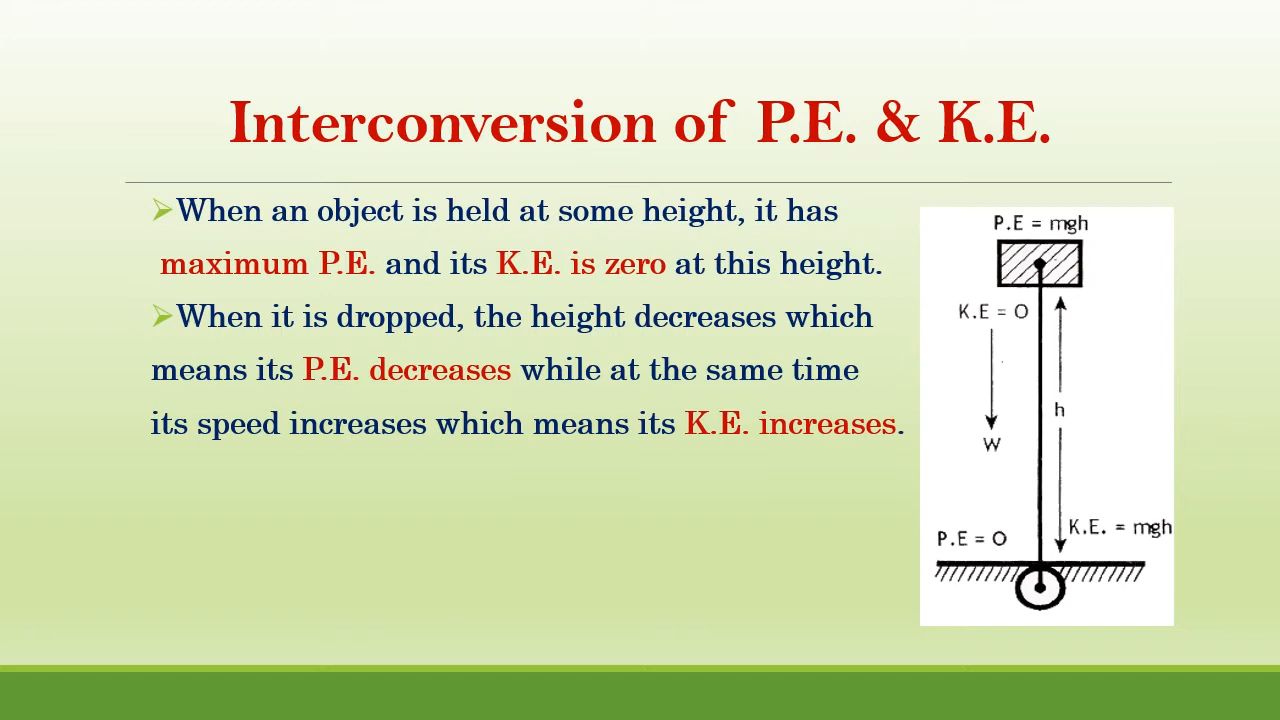 Interconversion of P.E. & K.E.
➢When an object is held at some height, it has
maximum P.E. and its K.E. is zero at this height.
➢When it is dropped, the height decreases which
means its P.E. decreases while at the same time
its speed increases which means its K.E. increases.
P.E = mgh
K.E = O
h
W
K.E. = mgh
P.E = O